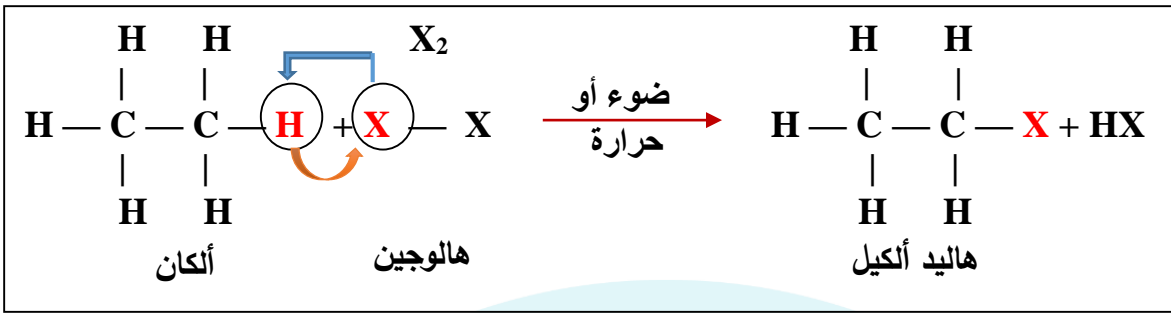 H H X₂ H H
| | | |
H — C — C — H + X — X ضوء أو حرارة H — C — C — X + HX
| | | |
H H H H
ألكان هالوجين هاليد ألكيل